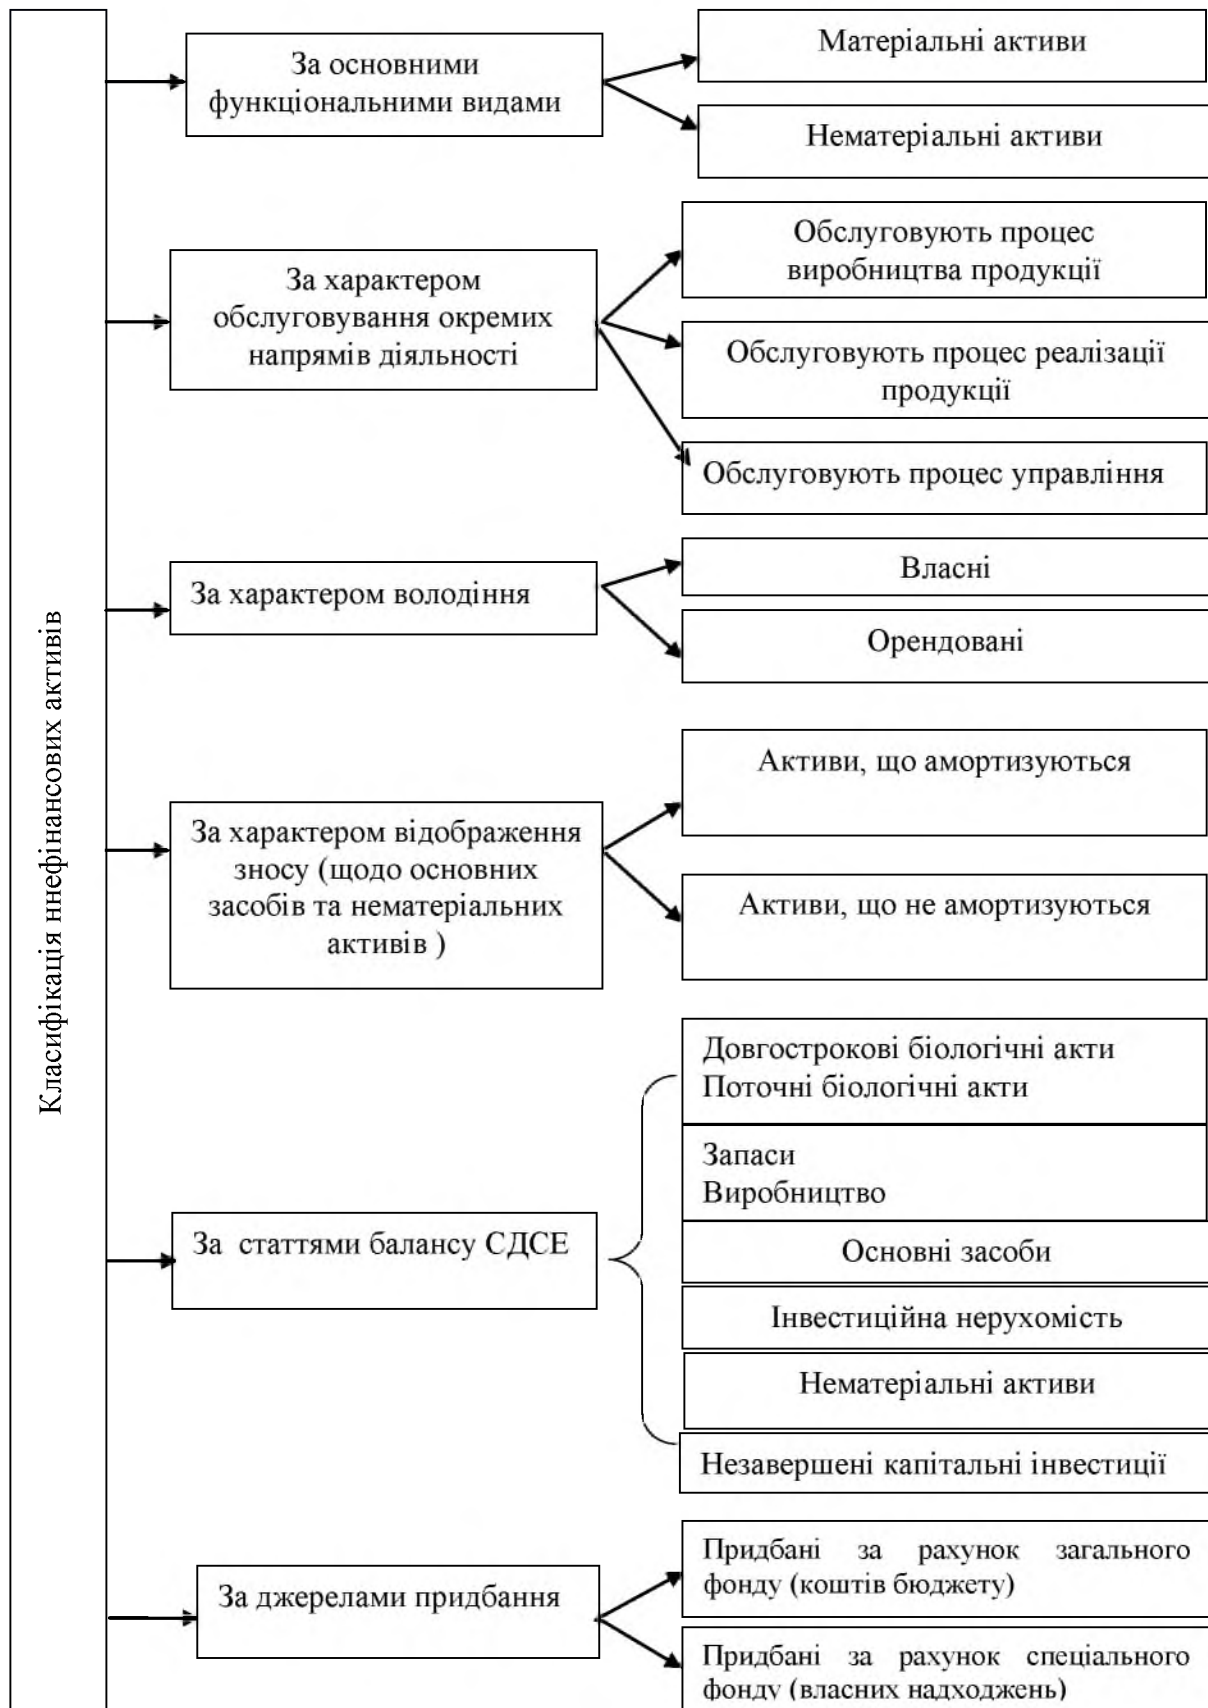 Класифікація ннефінансових активів
За основними
функціональними видами
Матеріальні активи
Нематеріальні активи
За характером
обслуговування окремих
напрямів діяльності
Обслуговують процес
виробництва продукції
Обслуговують процес реалізації
продукції
Обслуговують процес управління
За характером володіння
Власні
Орендовані
За характером відображення
зносу (щодо основних
засобів та нематеріальних
активів )
Активи, що амортизуються
Активи, що не амортизуються
За статтями балансу СДСЕ
Довгострокові біологічні акти
Поточні біологічні акти
Запаси
Виробництво
Основні засоби
Інвестиційна нерухомість
Нематеріальні активи
Незавершені капітальні інвестиції
За джерелами придбання
Придбані за рахунок загального
фонду (коштів бюджету)
Придбані за рахунок спеціального
фонду (власних надходжень)